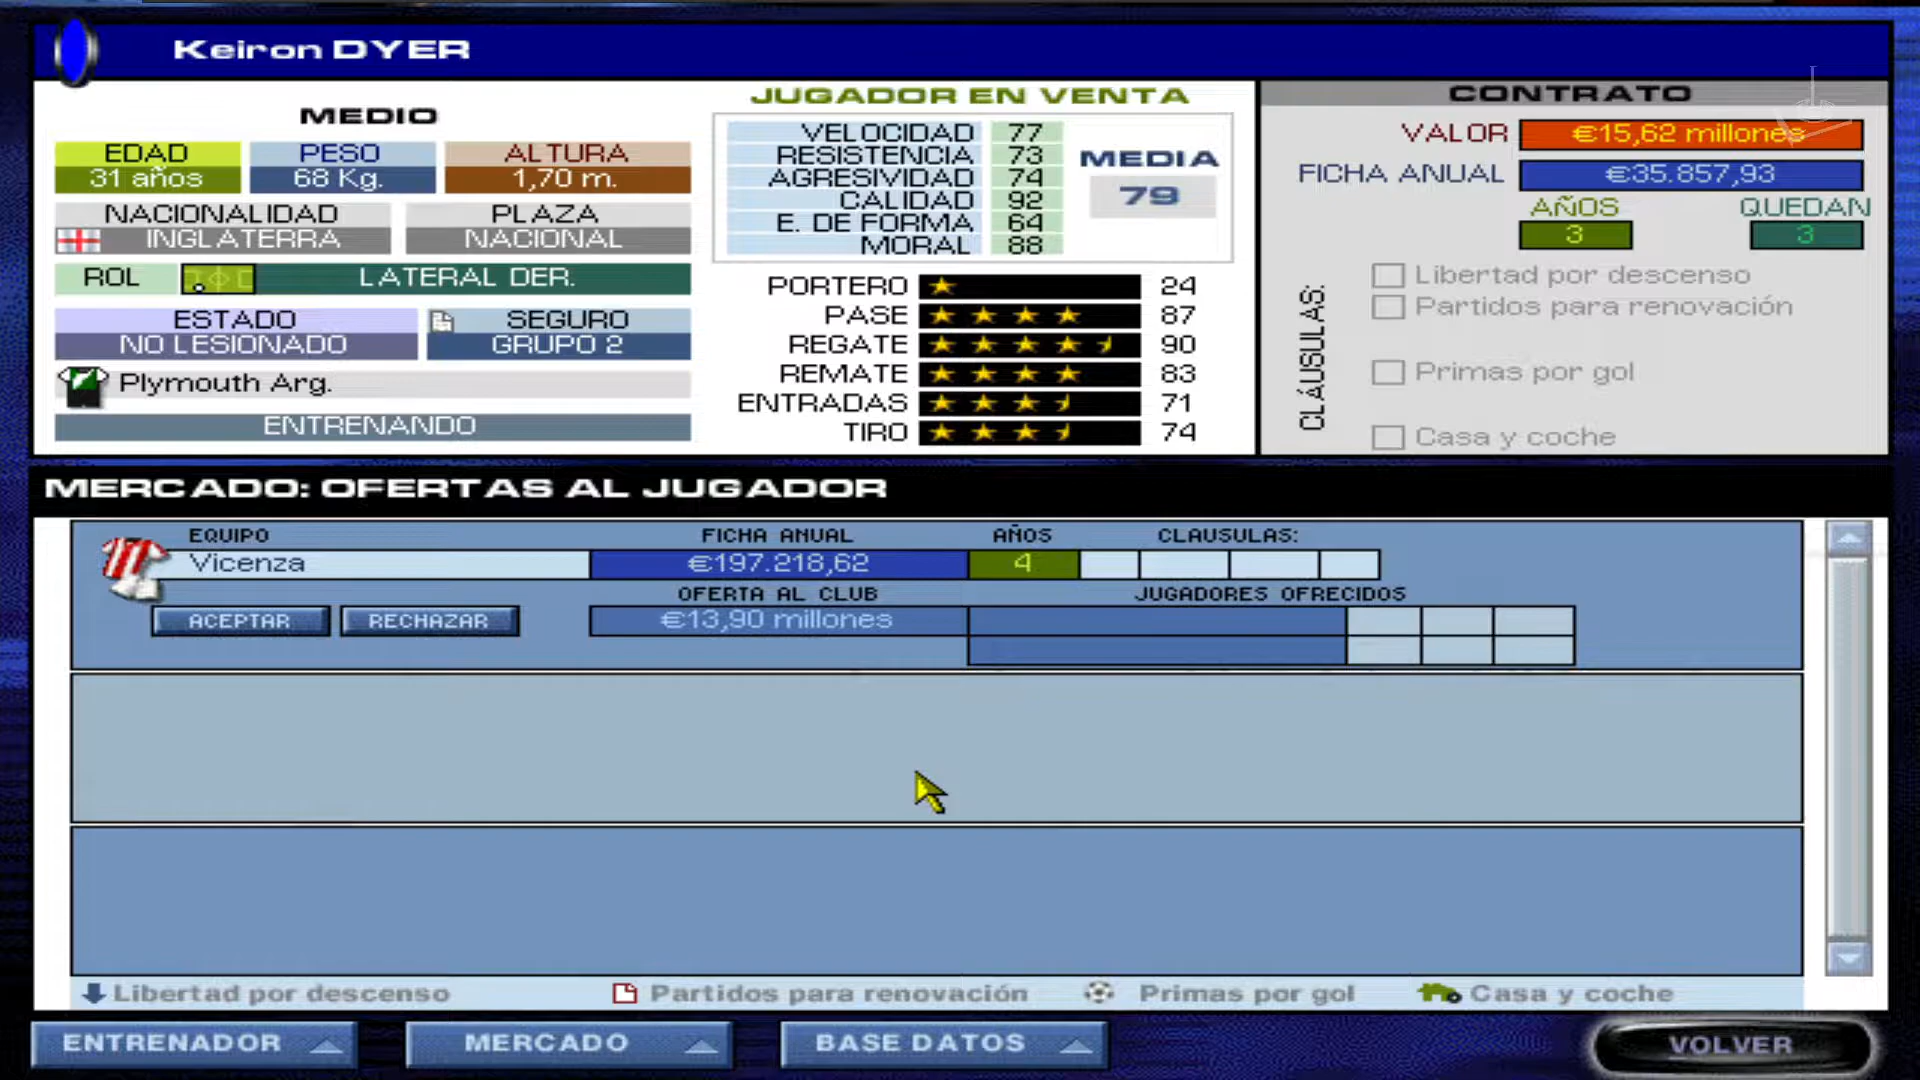 Keiron DYER
MEDIO
EDAD
31 años
PESO
68 Kg.
ALTURA
1,70 m.
NACIONALIDAD
INGLATERRA
PLAZA
NACIONAL
ROL
LATERAL DER.
ESTADO
NO LESIONADO
SEGURO
GRUPO 2
Plymouth Arg.
ENTRENANDO
JUGADOR EN VENTA
VELOCIDAD 77
RESISTENCIA 73
AGRESIVIDAD 74
CALIDAD 92
E. DE FORMA 64
MORAL 88
MEDIA
79
PORTERO 24
PASE 87
REGATE 90
REMATE 83
ENTRADAS 71
TIRO 74
CONTRATO
VALOR €15,62 millones
FICHA ANUAL €35.857,93
AÑOS QUEDAN
3 3
CLÁUSULAS:
Libertad por descenso
Partidos para renovación
Primas por gol
Casa y coche
MERCADO: OFERTAS AL JUGADOR
EQUIPO FICHA ANUAL AÑOS CLAUSULAS:
Vicenza €197.218,62 4
OFERTA AL CLUB JUGADORES OFRECIDOS
ACEPTAR RECHAZAR €13,90 millones
Libertad por descenso Partidos para renovación Primas por gol Casa y coche
ENTRENADOR MERCADO BASE DATOS VOLVER